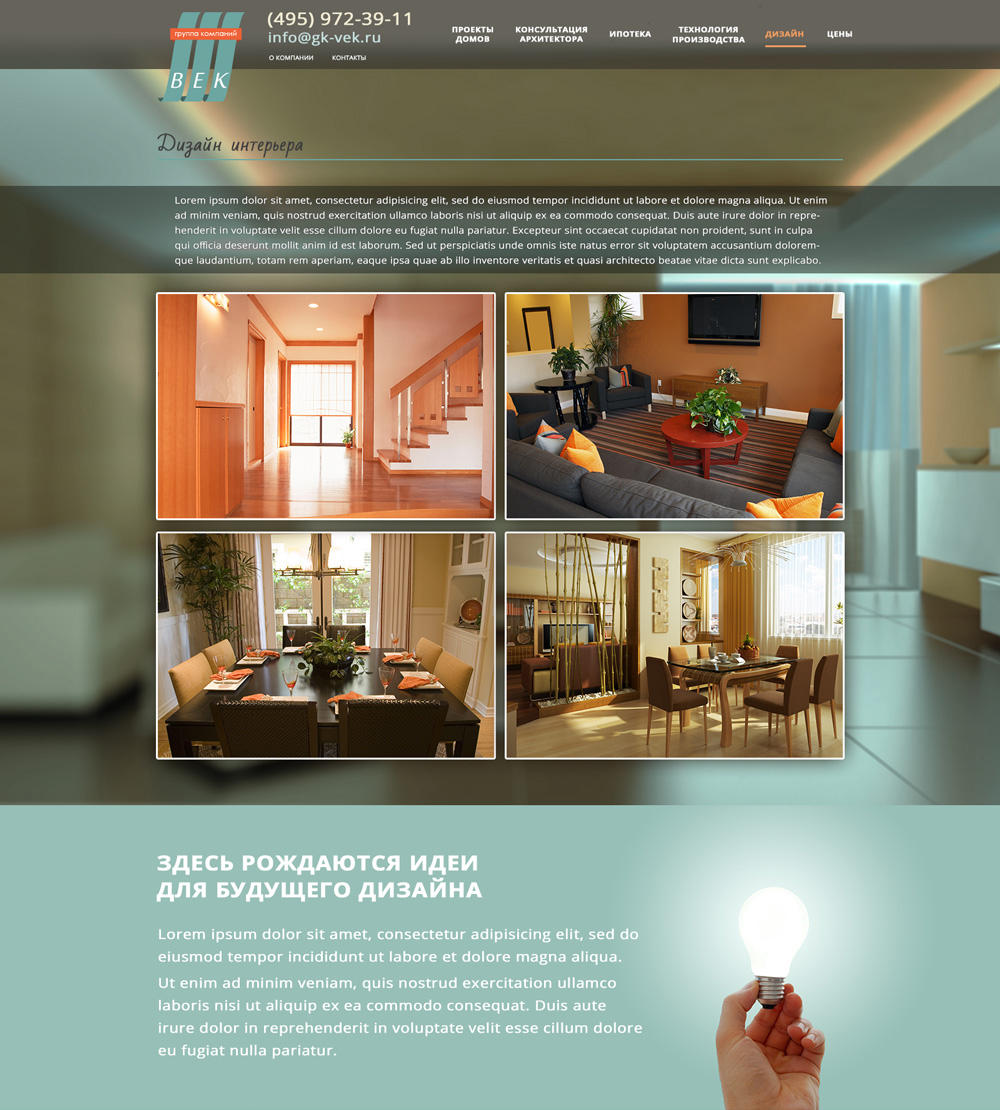 группа компаний
ВЕК
(495) 972-39-11
info@gk-vek.ru
О КОМПАНИИ КОНТАКТЫ
ПРОЕКТЫ
ДОМОВ
КОНСУЛЬТАЦИЯ
АРХИТЕКТОРА
ИПОТЕКА
ТЕХНОЛОГИЯ
ПРОИЗВОДСТВА
ДИЗАЙН
ЦЕНЫ
Дизайн интерьера
Lorem ipsum dolor sit amet, consectetur adipisicing elit, sed do eiusmod tempor incididunt ut labore et dolore magna aliqua. Ut enim
ad minim veniam, quis nostrud exercitation ullamco laboris nisi ut aliquip ex ea commodo consequat. Duis aute irure dolor in repre-
henderit in voluptate velit esse cillum dolore eu fugiat nulla pariatur. Excepteur sint occaecat cupidatat non proident, sunt in culpa
qui officia deserunt mollit anim id est laborum. Sed ut perspiciatis unde omnis iste natus error sit voluptatem accusantium dolorem-
que laudantium, totam rem aperiam, eaque ipsa quae ab illo inventore veritatis et quasi architecto beatae vitae dicta sunt explicabo.
ЗДЕСЬ РОЖДАЮТСЯ ИДЕИ
ДЛЯ БУДУЩЕГО ДИЗАЙНА
Lorem ipsum dolor sit amet, consectetur adipisicing elit, sed do
eiusmod tempor incididunt ut labore et dolore magna aliqua.
Ut enim ad minim veniam, quis nostrud exercitation ullamco
laboris nisi ut aliquip ex ea commodo consequat. Duis aute
irure dolor in reprehenderit in voluptate velit esse cillum dolore
eu fugiat nulla pariatur.